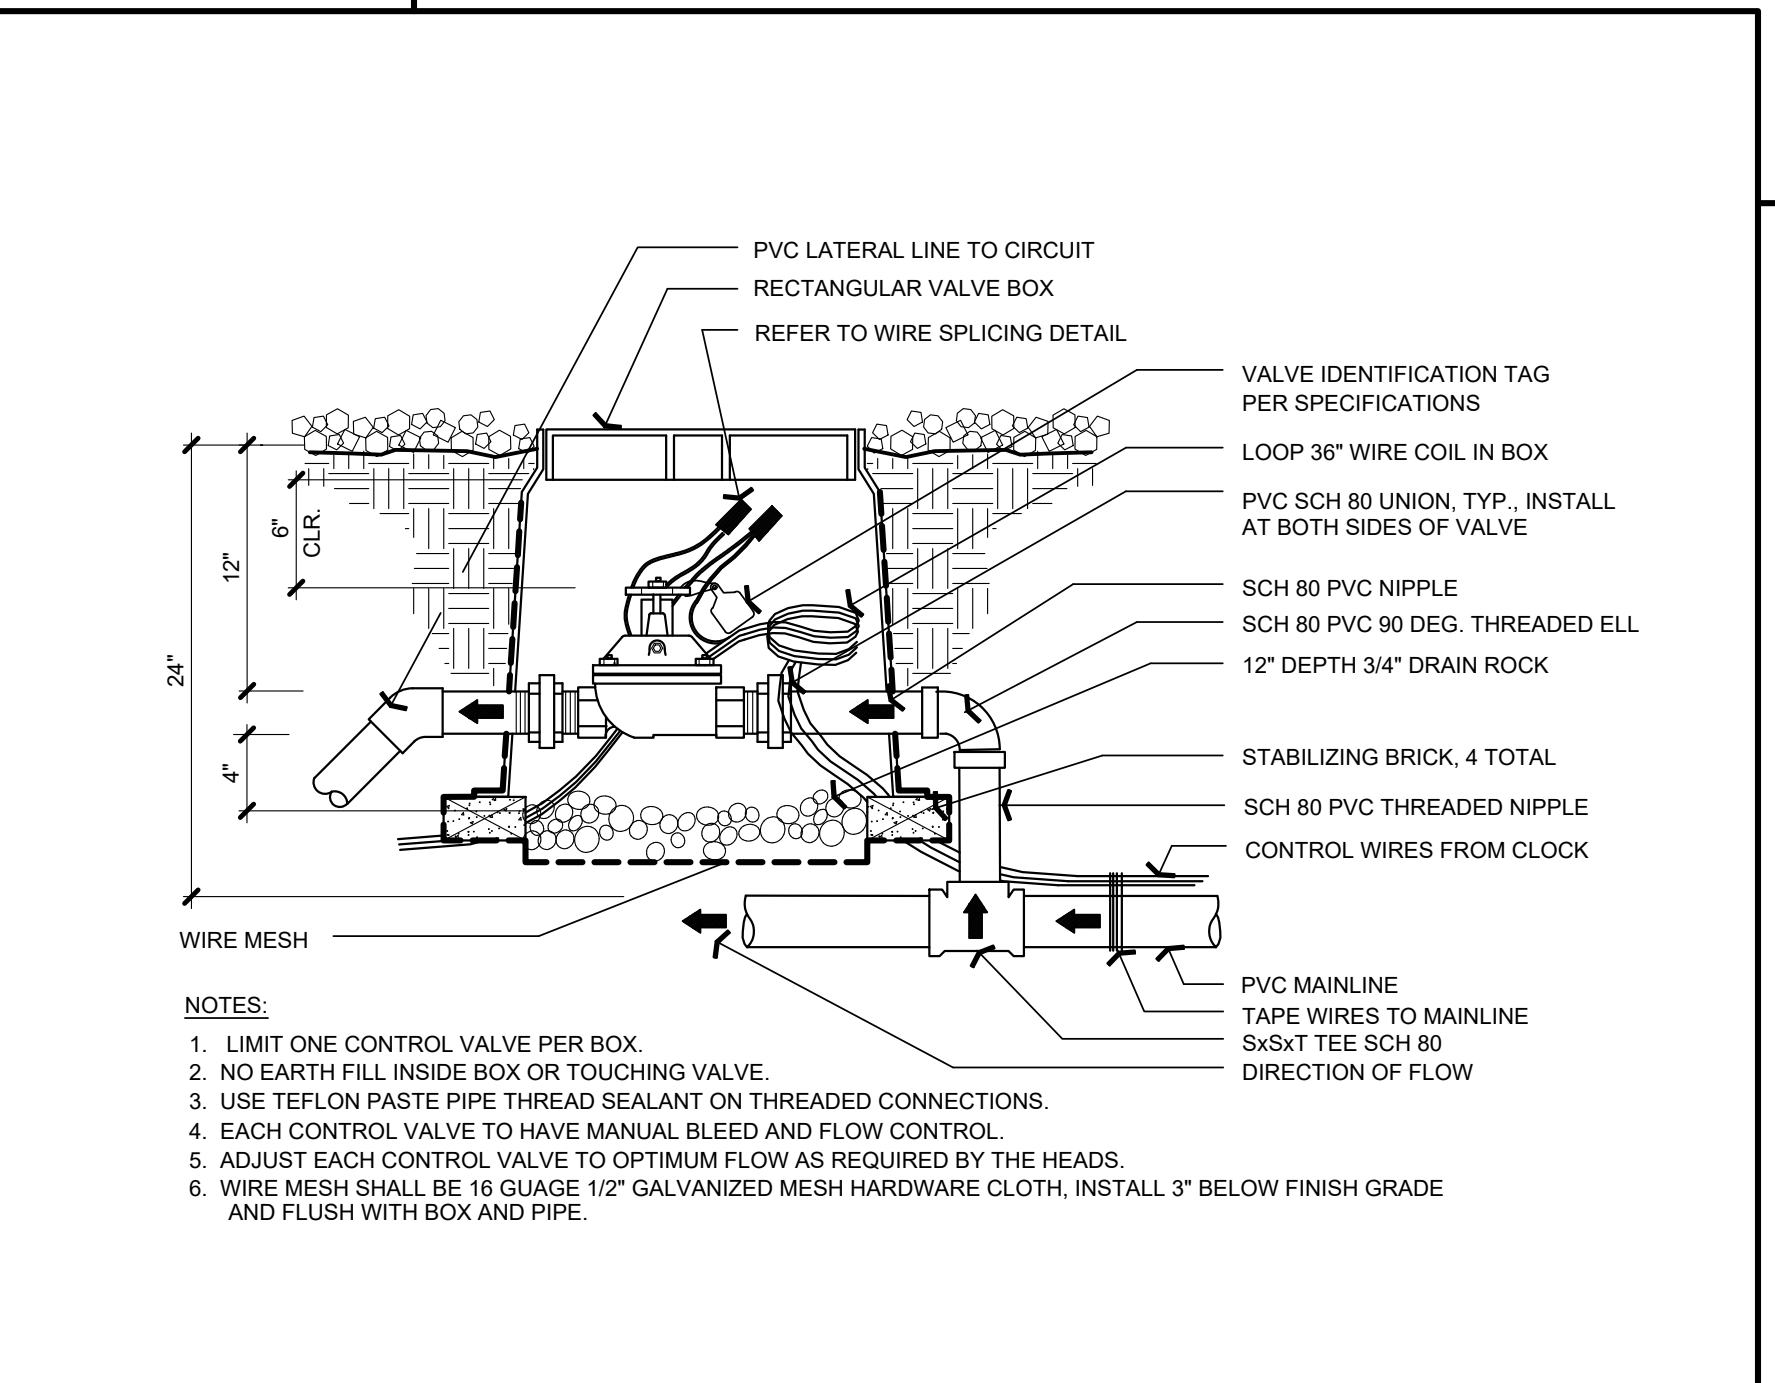 PVC LATERAL LINE TO CIRCUIT
RECTANGULAR VALVE BOX
REFER TO WIRE SPLICING DETAIL
VALVE IDENTIFICATION TAG
PER SPECIFICATIONS
LOOP 36" WIRE COIL IN BOX
PVC SCH 80 UNION, TYP., INSTALL
AT BOTH SIDES OF VALVE
SCH 80 PVC NIPPLE
SCH 80 PVC 90 DEG. THREADED ELL
12" DEPTH 3/4" DRAIN ROCK
STABILIZING BRICK, 4 TOTAL
SCH 80 PVC THREADED NIPPLE
CONTROL WIRES FROM CLOCK
PVC MAINLINE
TAPE WIRES TO MAINLINE
SxSxT TEE SCH 80
DIRECTION OF FLOW
24"
12"
6"
CLR.
4"
WIRE MESH
NOTES:
1. LIMIT ONE CONTROL VALVE PER BOX.
2. NO EARTH FILL INSIDE BOX OR TOUCHING VALVE.
3. USE TEFLON PASTE PIPE THREAD SEALANT ON THREADED CONNECTIONS.
4. EACH CONTROL VALVE TO HAVE MANUAL BLEED AND FLOW CONTROL.
5. ADJUST EACH CONTROL VALVE TO OPTIMUM FLOW AS REQUIRED BY THE HEADS.
6. WIRE MESH SHALL BE 16 GUAGE 1/2" GALVANIZED MESH HARDWARE CLOTH, INSTALL 3" BELOW FINISH GRADE
AND FLUSH WITH BOX AND PIPE.